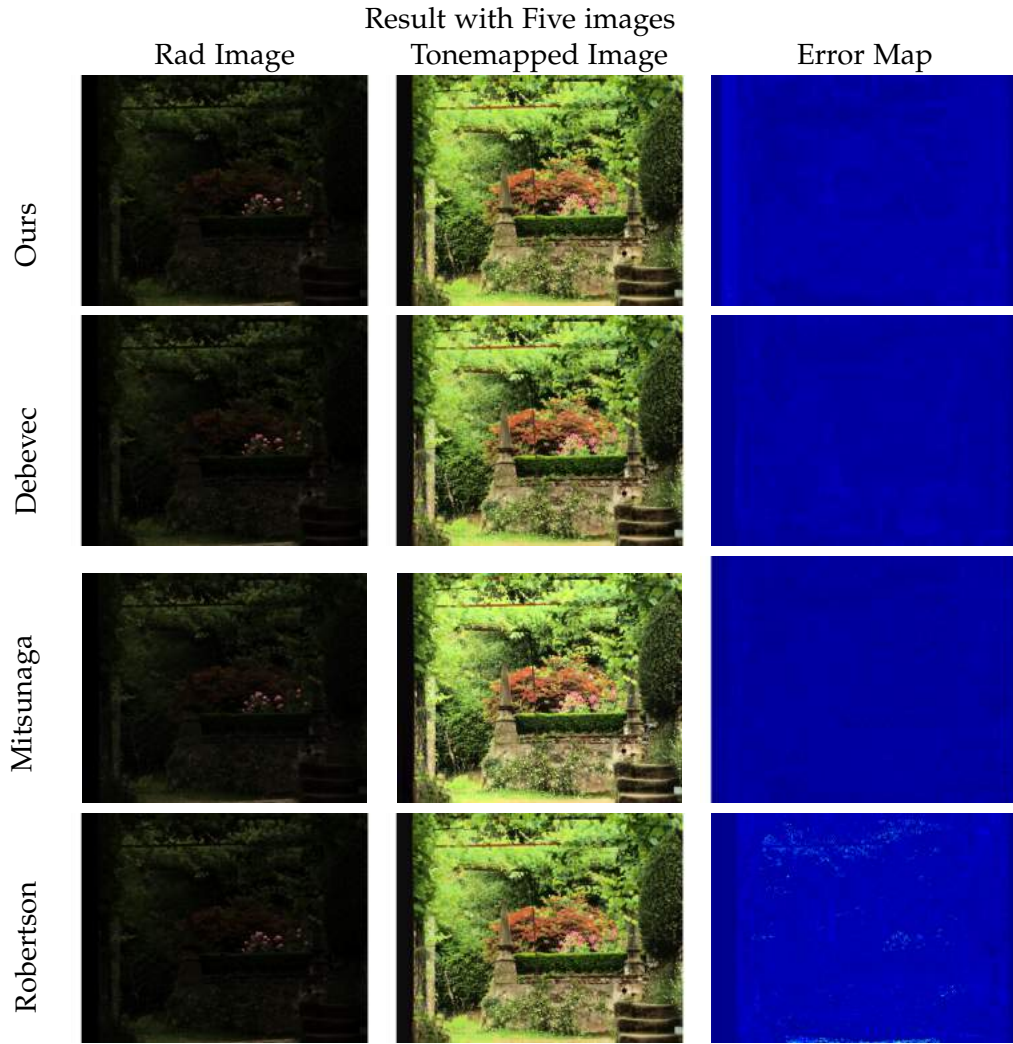 Result with Five images
Rad Image Tonemapped Image Error Map
Ours
Debevec
Mitsunaga
Robertson